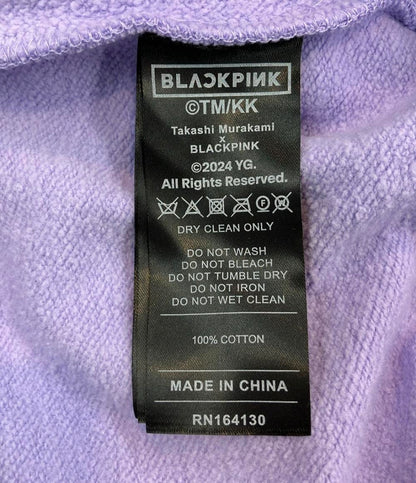 BLACKPINK
©TM/KK
Takashi Murakami
x
BLACKPINK
©2024 YG.
All Rights Reserved.
DRY CLEAN ONLY
DO NOT WASH
DO NOT BLEACH
DO NOT TUMBLE DRY
DO NOT IRON
DO NOT WET CLEAN
100% COTTON
MADE IN CHINA
RN164130